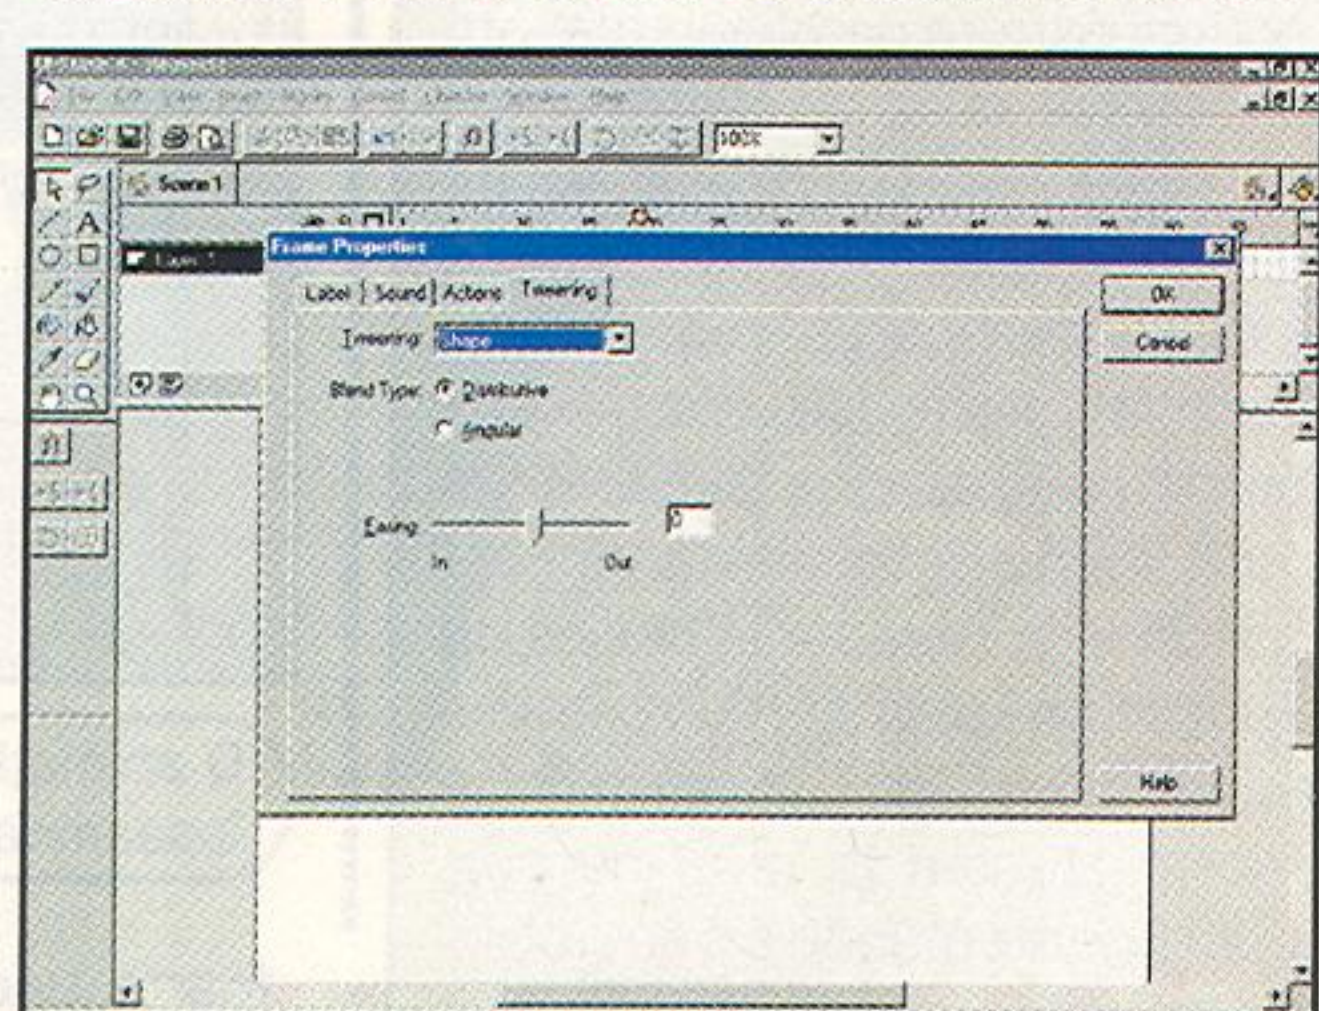 100%
Scene 1
Frame Properties
Label Sound Actions Tweening
OK
Tweening: Shape
Cancel
Blend Type: Distributive
Angular
Easing: 0
In Out
Help